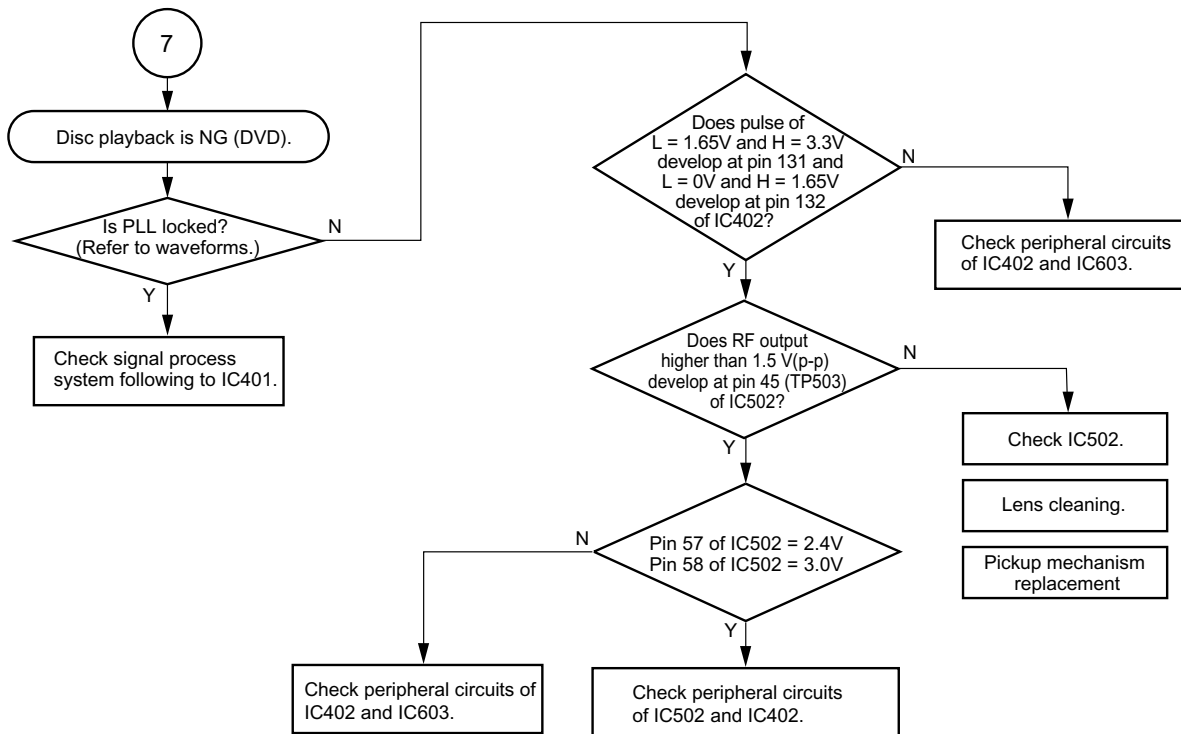 7
Disc playback is NG (DVD).
Is PLL locked?
(Refer to waveforms.)
N
Y
Check signal process
system following to IC401.
Does pulse of
L = 1.65V and H = 3.3V
develop at pin 131 and
L = 0V and H = 1.65V
develop at pin 132
of IC402?
N
Y
Check peripheral circuits
of IC402 and IC603.
Does RF output
higher than 1.5 V(p-p)
develop at pin 45 (TP503)
of IC502?
N
Y
Check IC502.
Lens cleaning.
Pickup mechanism
replacement
Pin 57 of IC502 = 2.4V
Pin 58 of IC502 = 3.0V
N
Y
Check peripheral circuits of
IC402 and IC603.
Check peripheral circuits
of IC502 and IC402.